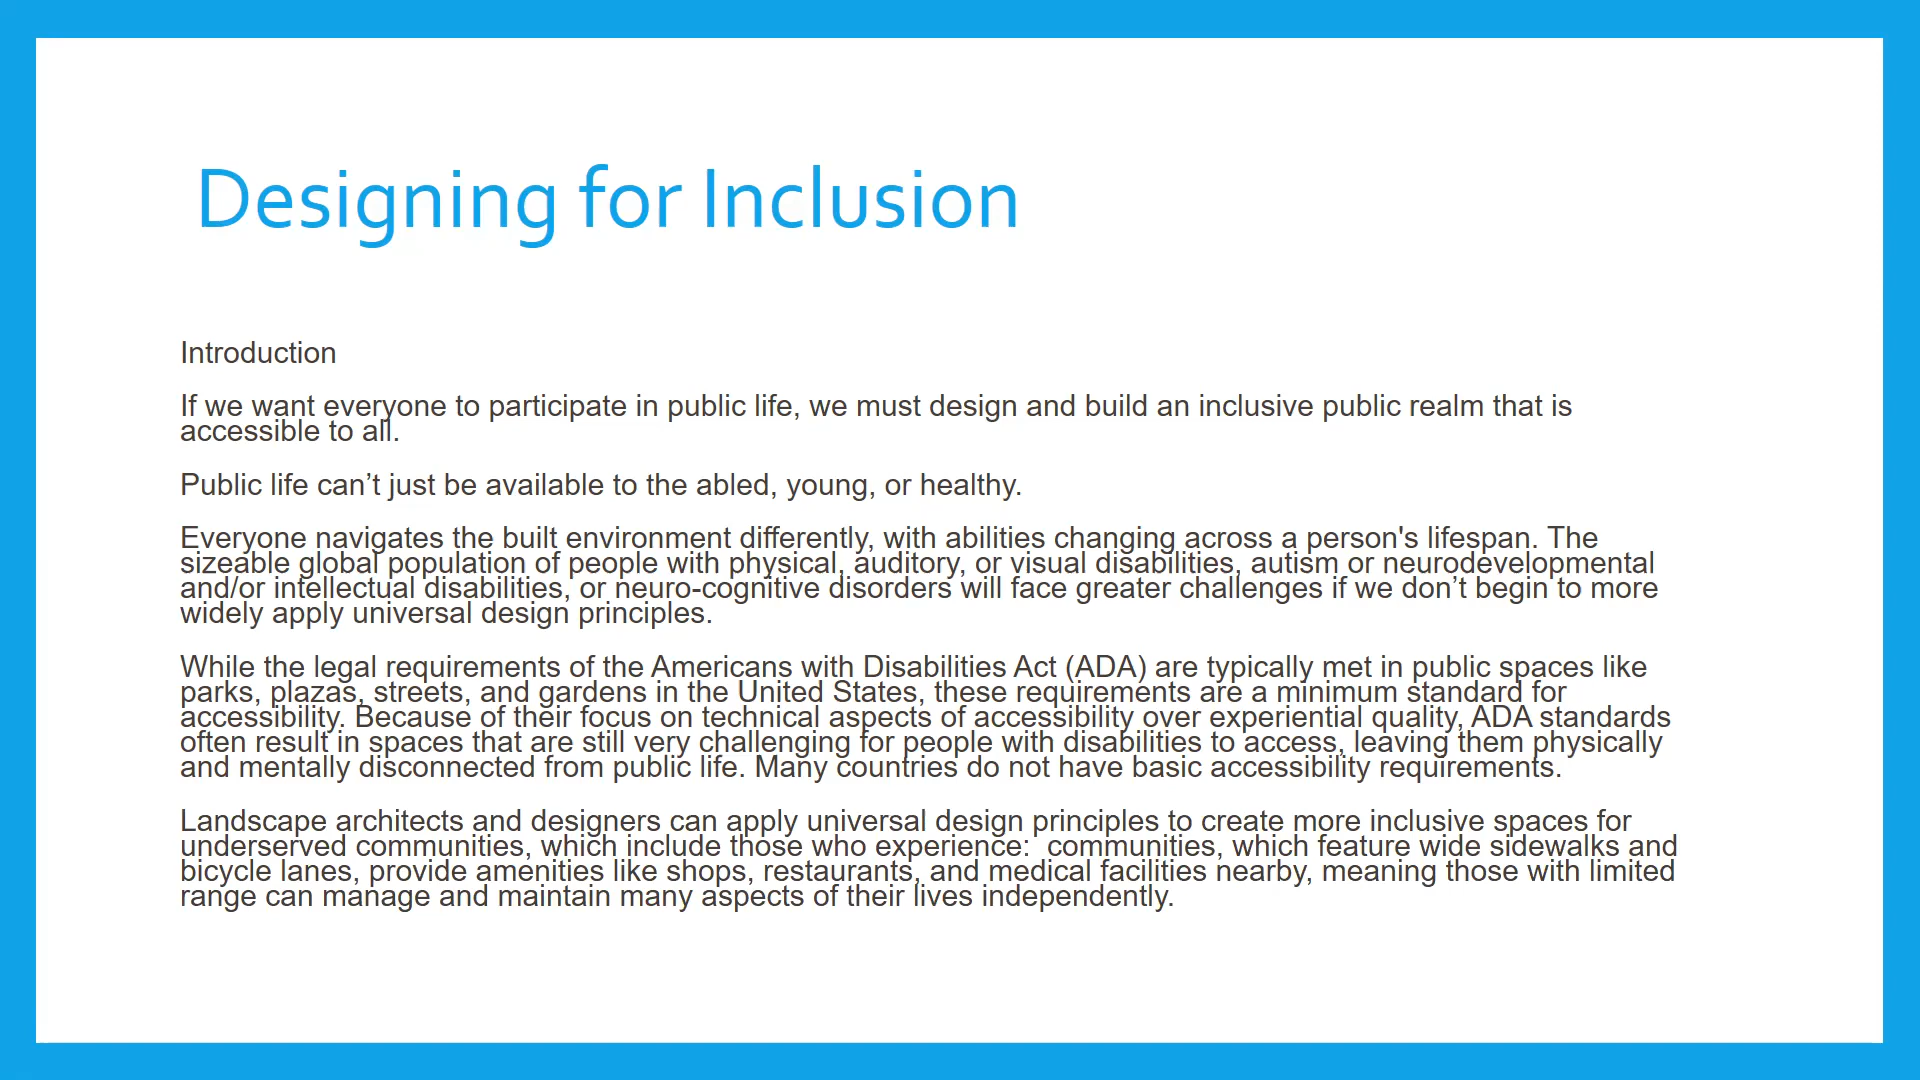 Designing for Inclusion
Introduction
If we want everyone to participate in public life, we must design and build an inclusive public realm that is
accessible to all.
Public life can’t just be available to the abled, young, or healthy.
Everyone navigates the built environment differently, with abilities changing across a person's lifespan. The
sizeable global population of people with physical, auditory, or visual disabilities, autism or neurodevelopmental
and/or intellectual disabilities, or neuro-cognitive disorders will face greater challenges if we don’t begin to more
widely apply universal design principles.
While the legal requirements of the Americans with Disabilities Act (ADA) are typically met in public spaces like
parks, plazas, streets, and gardens in the United States, these requirements are a minimum standard for
accessibility. Because of their focus on technical aspects of accessibility over experiential quality, ADA standards
often result in spaces that are still very challenging for people with disabilities to access, leaving them physically
and mentally disconnected from public life. Many countries do not have basic accessibility requirements.
Landscape architects and designers can apply universal design principles to create more inclusive spaces for
underserved communities, which include those who experience:  communities, which feature wide sidewalks and
bicycle lanes, provide amenities like shops, restaurants, and medical facilities nearby, meaning those with limited
range can manage and maintain many aspects of their lives independently.